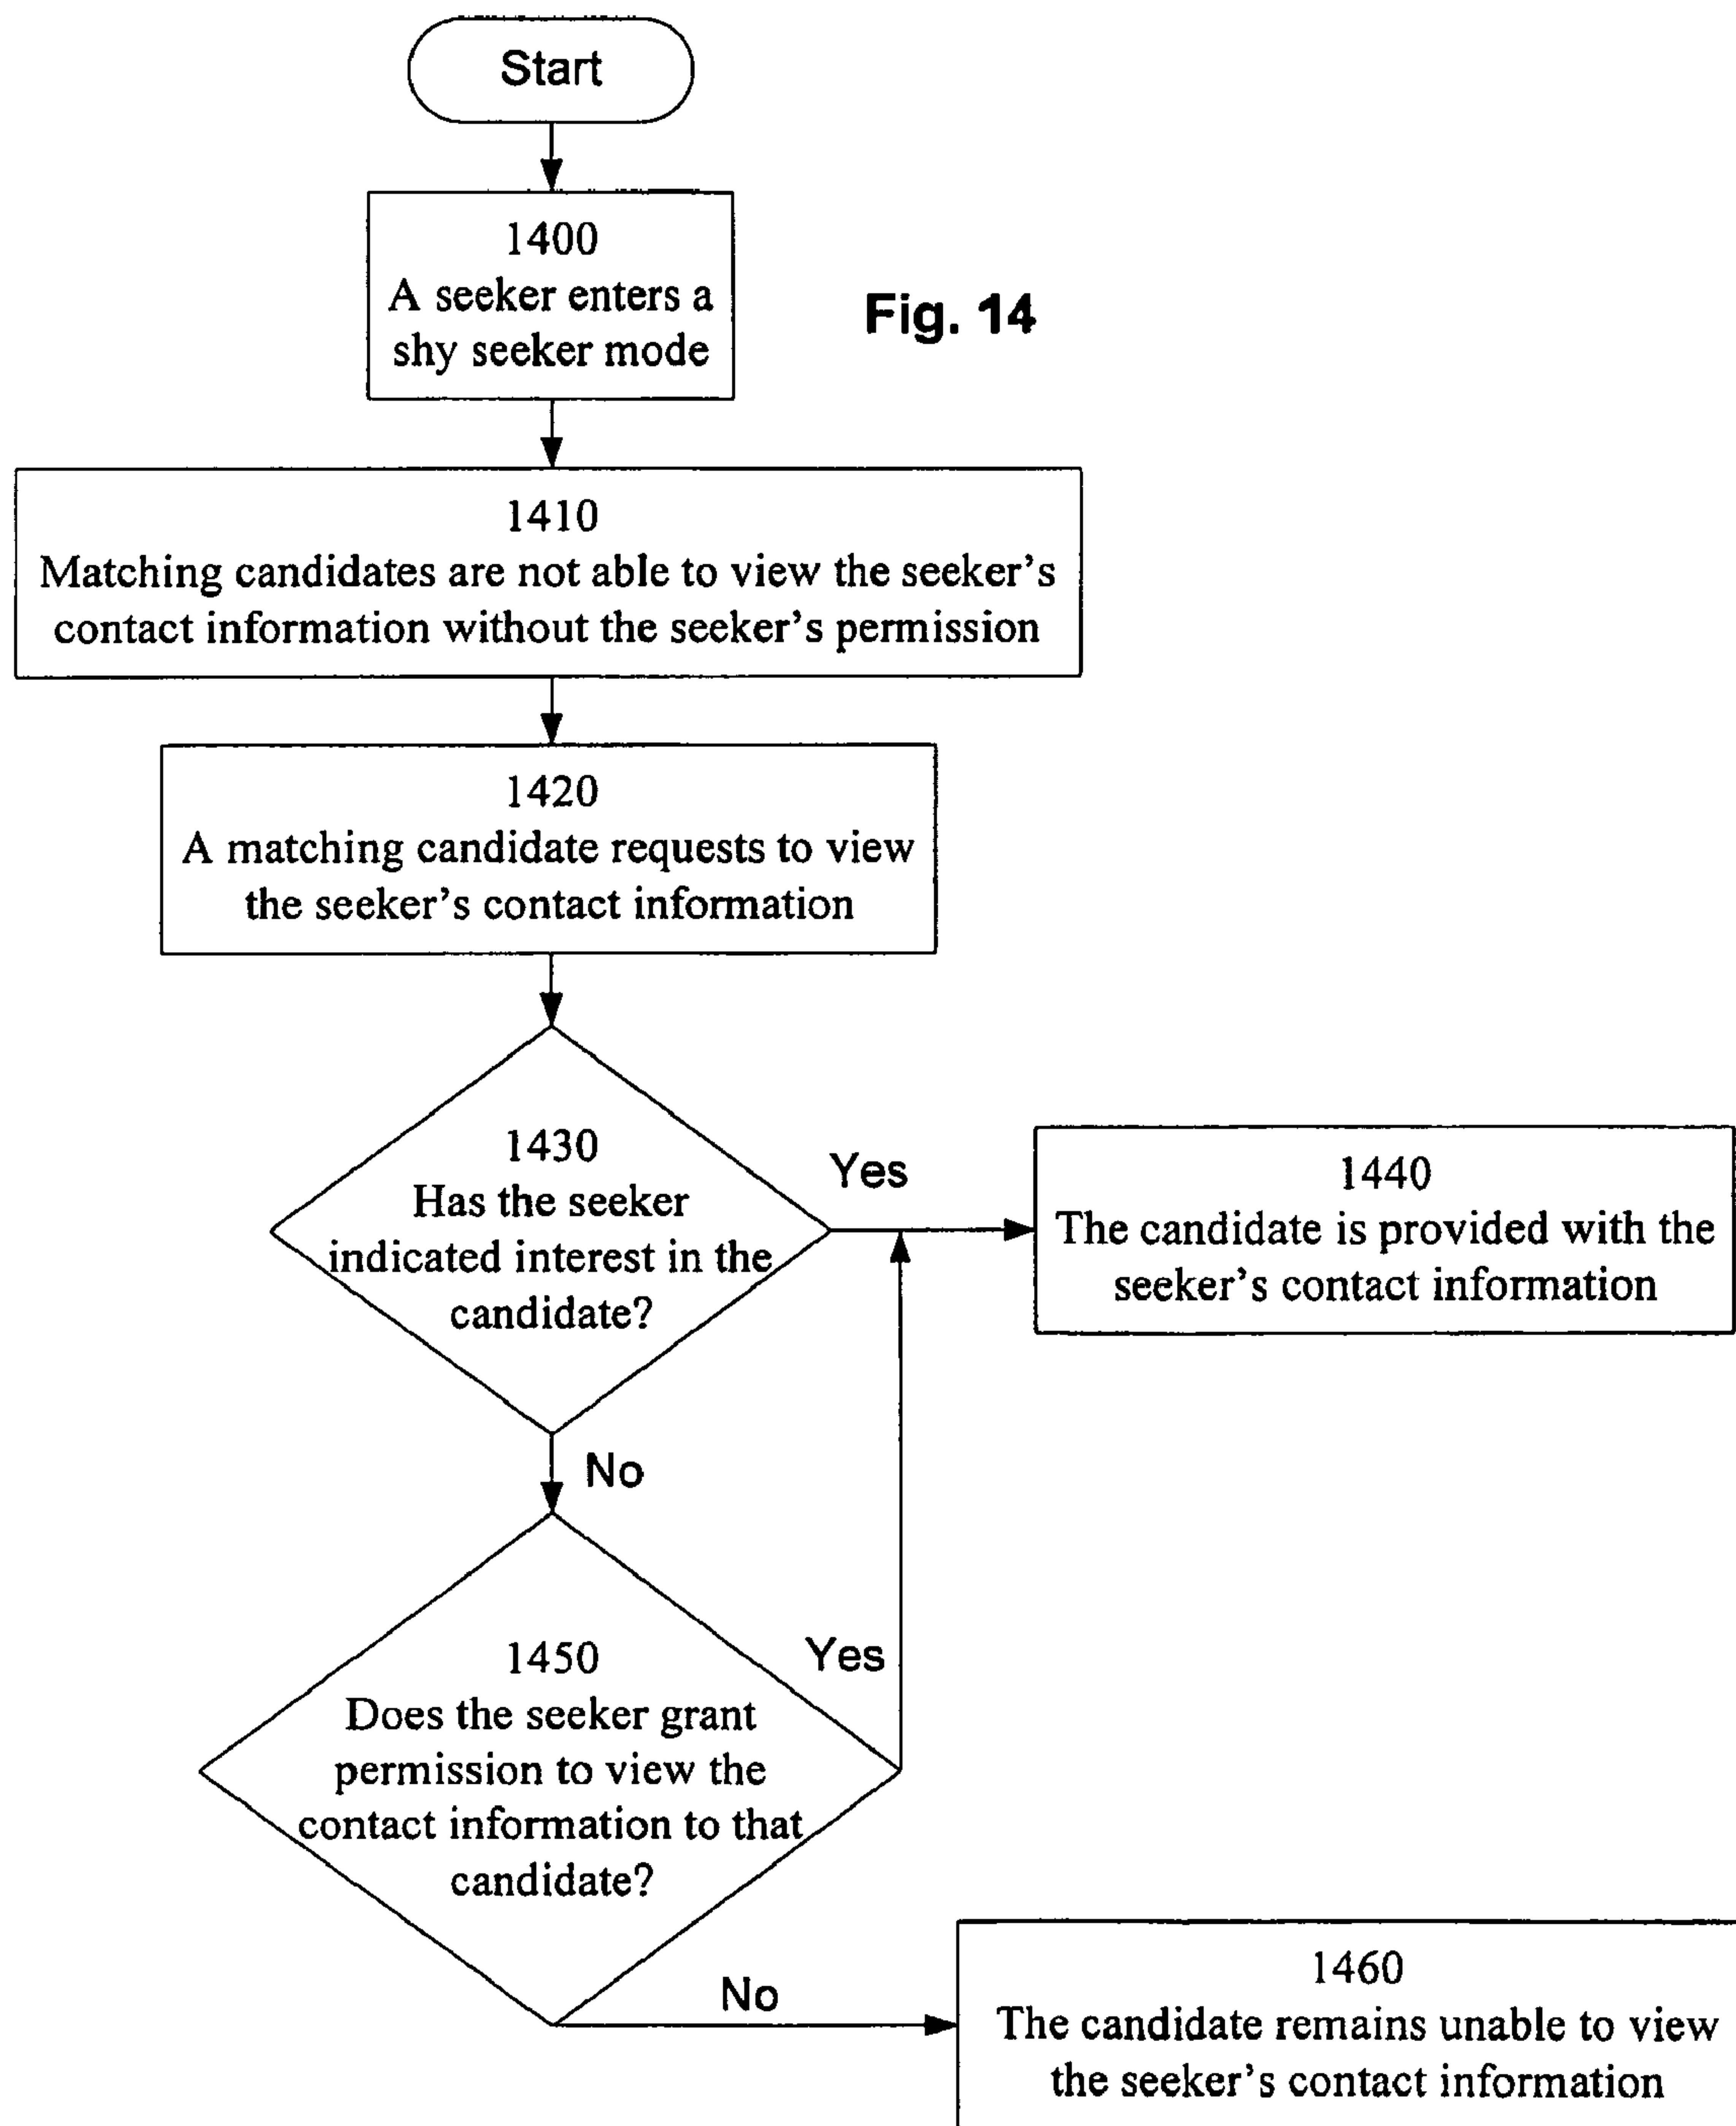 Start
1400
A seeker enters a
shy seeker mode
Fig. 14
1410
Matching candidates are not able to view the seeker’s
contact information without the seeker’s permission
1420
A matching candidate requests to view
the seeker’s contact information
1430
Has the seeker
indicated interest in the
candidate?
Yes
1440
The candidate is provided with the
seeker’s contact information
No
1450
Does the seeker grant
permission to view the
contact information to that
candidate?
Yes
No
1460
The candidate remains unable to view
the seeker’s contact information